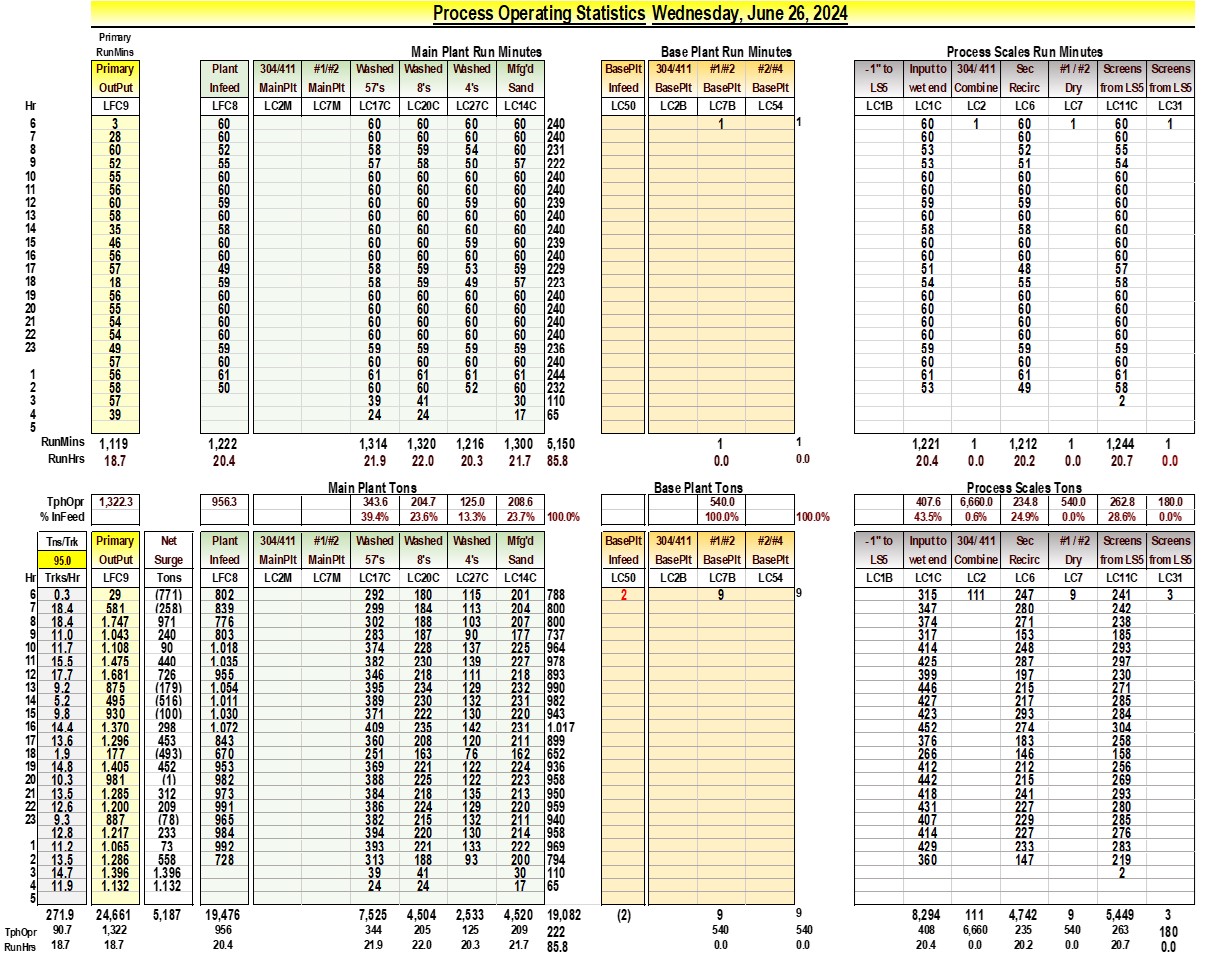 Process Operating Statistics Wednesday, June 26, 2024
Primary
RunMins Main Plant Run Minutes Base Plant Run Minutes Process Scales Run Minutes
Primary Plant 304/411 #1/#2 Washed Washed Washed Mfg'd BasePlt 304/411 #1/#2 #2/#4 -1" to Input to 304/ 411 Sec #1 / #2 Screens Screens
OutPut Infeed MainPlt MainPlt 57's 8's 4's Sand Infeed BasePlt BasePlt BasePlt LS5 wet end Combine Recirc Dry from LS5 from LS5
Hr LFC9 LFC8 LC2M LC7M LC17C LC20C LC27C LC14C LC50 LC2B LC7B LC54 LC1B LC1C LC2 LC6 LC7 LC11C LC31
6 3 60 60 60 60 60 240 1 1 60 1 60 1 60 1
7 28 60 60 60 60 60 240 60 60 60
8 60 52 58 59 54 60 231 53 52 55
9 52 55 57 58 50 57 222 53 51 54
10 55 60 60 60 60 60 240 60 60 60
11 56 60 60 60 60 60 240 60 60 60
12 60 59 60 60 59 60 239 59 59 60
13 58 60 60 60 60 60 240 60 60 60
14 35 58 60 60 60 60 240 58 58 60
15 46 60 60 60 59 60 239 60 60 60
16 56 60 60 60 60 60 240 60 60 60
17 57 49 58 59 53 59 229 51 48 57
18 18 59 58 59 49 57 223 54 55 58
19 56 60 60 60 60 60 240 60 60 60
20 55 60 60 60 60 60 240 60 60 60
21 54 60 60 60 60 60 240 60 60 60
22 54 60 60 60 60 60 240 60 60 60
23 49 59 59 59 59 59 236 59 59 59
57 60 60 60 60 60 240 60 60 60
1 56 61 61 61 61 61 244 61 61 61
2 58 50 60 60 52 60 232 53 49 58
3 57 39 41 30 110 2
4 39 24 24 17 65
5
RunMins 1,119 1,222 1,314 1,320 1,216 1,300 5,150 1 1 1,221 1 1,212 1 1,244 1
RunHrs 18.7 20.4 21.9 22.0 20.3 21.7 85.8 0.0 0.0 20.4 0.0 20.2 0.0 20.7 0.0
Main Plant Tons Base Plant Tons Process Scales Tons
TphOpr 1,322.3 956.3 343.6 204.7 125.0 208.6 540.0 407.6 6,660.0 234.8 540.0 262.8 180.0
% InFeed 39.4% 23.6% 13.3% 23.7% 100.0% 100.0% 100.0% 43.5% 0.6% 24.9% 0.0% 28.6% 0.0%
Tns/Trk Primary Net Plant 304/411 #1/#2 Washed Washed Washed Mfg'd BasePlt 304/411 #1/#2 #2/#4 -1" to Input to 304/ 411 Sec #1 / #2 Screens Screens
95.0 OutPut Surge Infeed MainPlt MainPlt 57's 8's 4's Sand Infeed BasePlt BasePlt BasePlt LS5 wet end Combine Recirc Dry from LS5 from LS5
Hr Trks/Hr LFC9 Tons LFC8 LC2M LC7M LC17C LC20C LC27C LC14C LC50 LC2B LC7B LC54 LC1B LC1C LC2 LC6 LC7 LC11C LC31
6 0.3 29 (771) 802 292 180 115 201 788 2 9 9 315 111 247 9 241 3
7 18.4 581 (258) 839 299 184 113 204 800 347 280 242
8 18.4 1.747 971 776 302 188 103 207 800 374 271 238
9 11.0 1.043 240 803 283 187 90 177 737 317 153 185
10 11.7 1.108 90 1.018 374 228 137 225 964 414 248 293
11 15.5 1.475 440 1.035 382 230 139 227 978 425 287 297
12 17.7 1.681 726 955 346 218 111 218 893 399 197 230
13 9.2 875 (179) 1.054 395 234 129 232 990 446 215 271
14 5.2 495 (516) 1.011 389 230 132 231 982 427 217 285
15 9.8 930 (100) 1.030 371 222 130 220 943 423 293 284
16 14.4 1.370 298 1.072 409 235 142 231 1.017 452 274 304
17 13.6 1.296 453 843 360 208 120 211 899 376 183 258
18 1.9 177 (493) 670 251 163 76 162 652 266 146 158
19 14.8 1.405 452 953 369 221 122 224 936 412 212 256
20 10.3 981 (1) 982 388 225 122 223 958 442 215 269
21 13.5 1.285 312 973 384 218 135 213 950 418 241 293
22 12.6 1.200 209 991 386 224 129 220 959 431 227 280
23 9.3 887 (78) 965 382 215 132 211 940 407 229 285
12.8 1.217 233 984 394 220 130 214 958 414 227 276
1 11.2 1.065 73 992 393 221 133 222 969 429 233 283
2 13.5 1.286 558 728 313 188 93 200 794 360 147 219
3 14.7 1.396 1.396 39 41 30 110 2
4 11.9 1.132 1.132 24 24 17 65
5
271.9 24,661 5,187 19,476 7,525 4,504 2,533 4,520 19,082 (2) 9 9 8,294 111 4,742 9 5,449 3
TphOpr 90.7 1,322 956 344 205 125 209 222 540 540 408 6,660 235 540 263 180
RunHrs 18.7 18.7 20.4 21.9 22.0 20.3 21.7 85.8 0.0 0.0 20.4 0.0 20.2 0.0 20.7 0.0